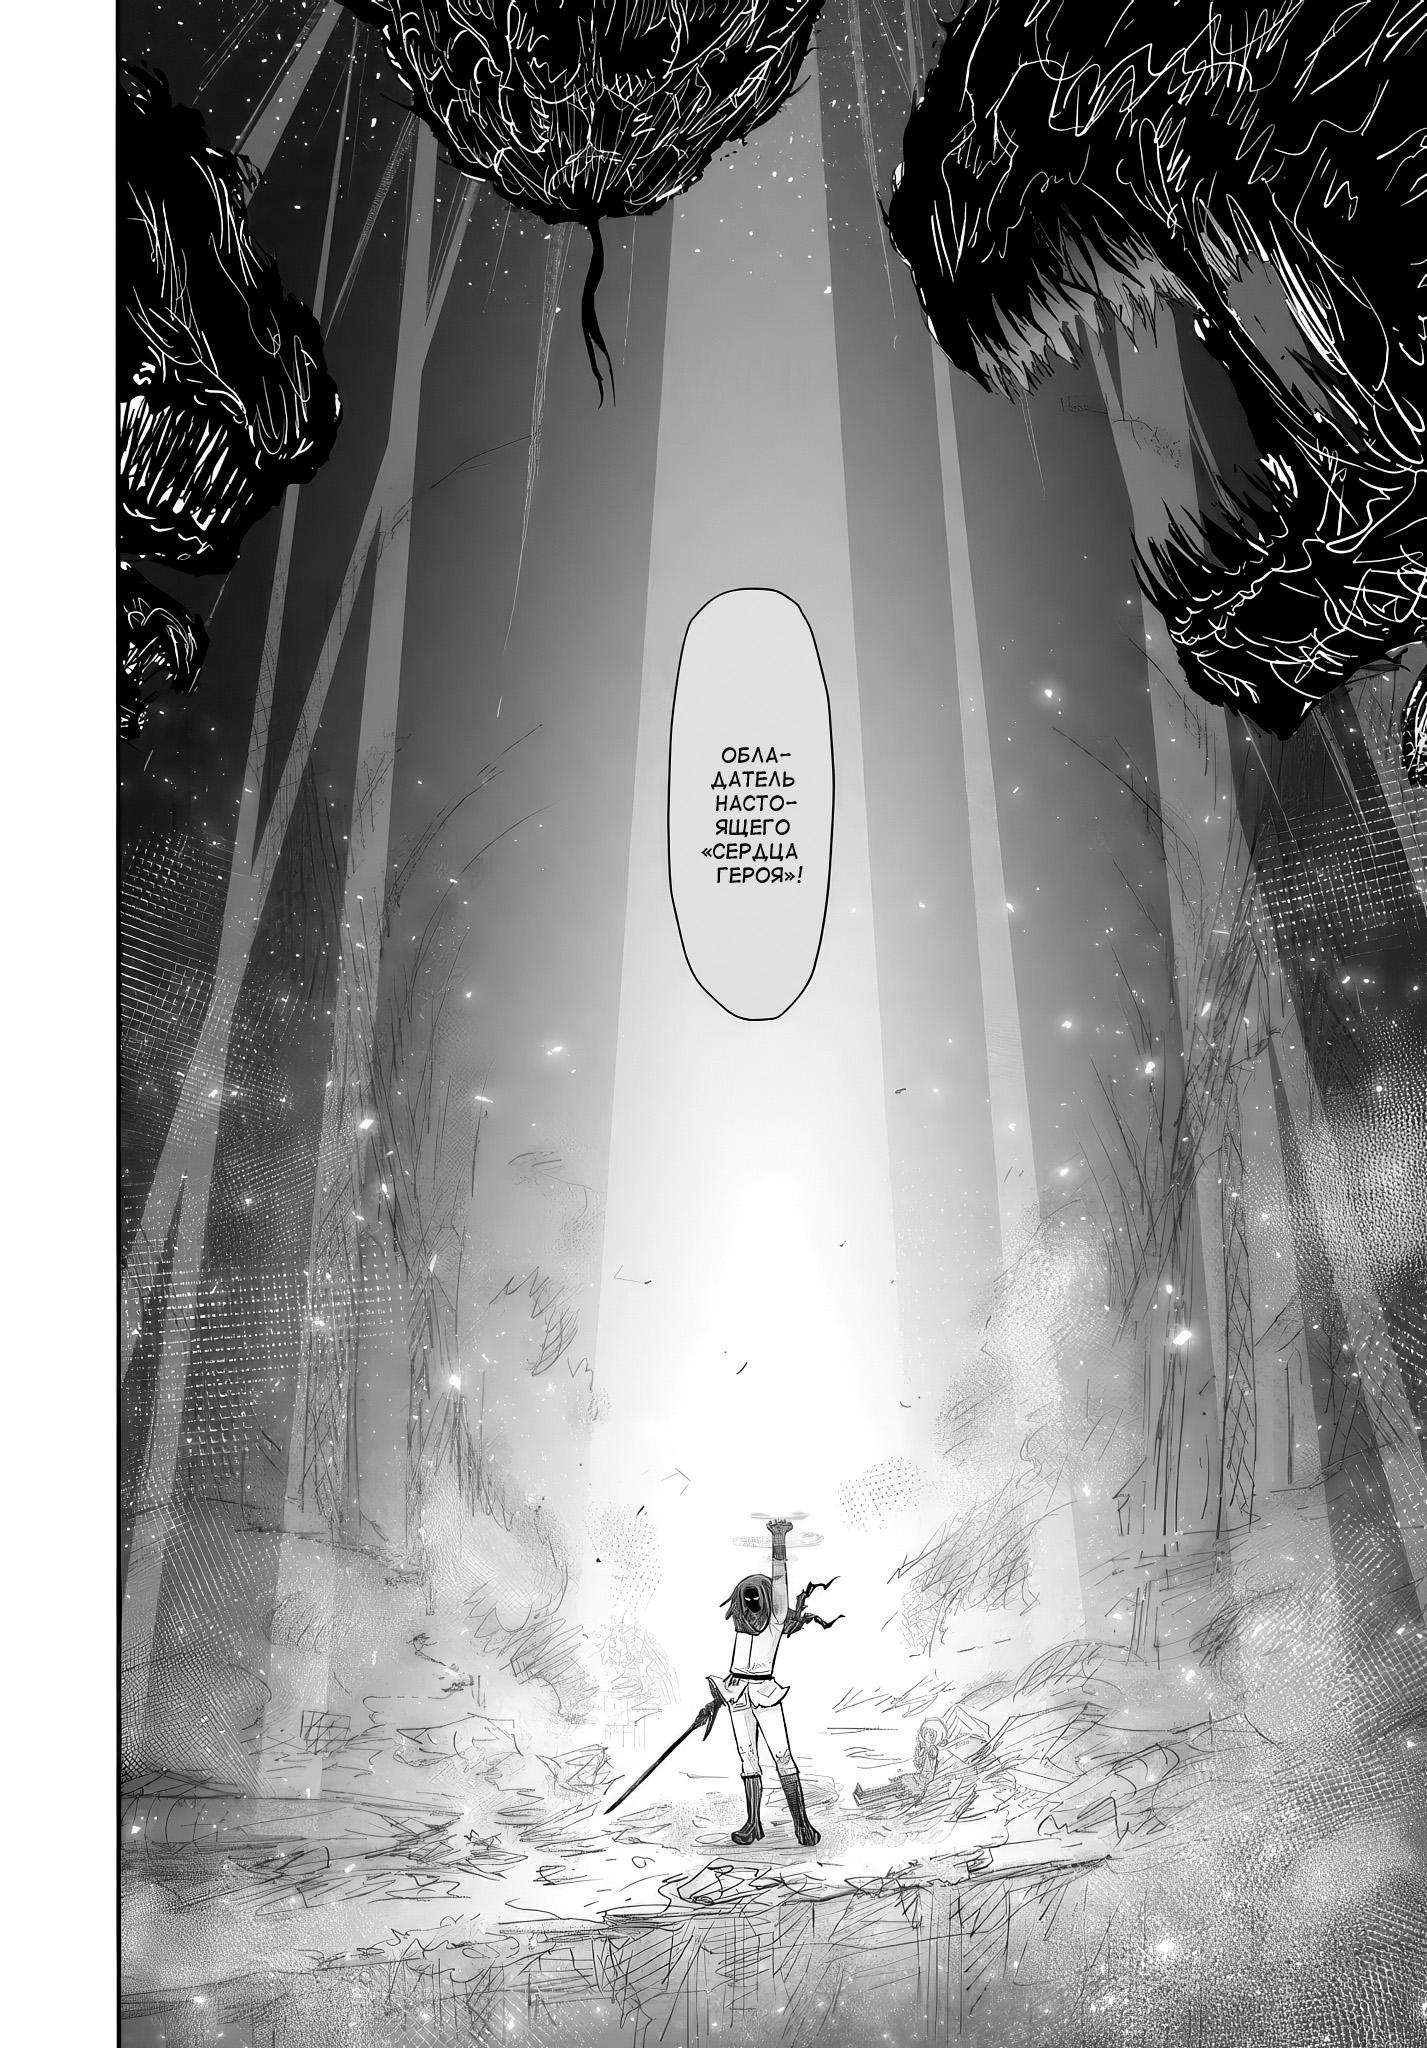 ОБЛА-
ДАТЕЛЬ
НАСТО-
ЯЩЕГО
«СЕРДЦА
ГЕРОЯ»!